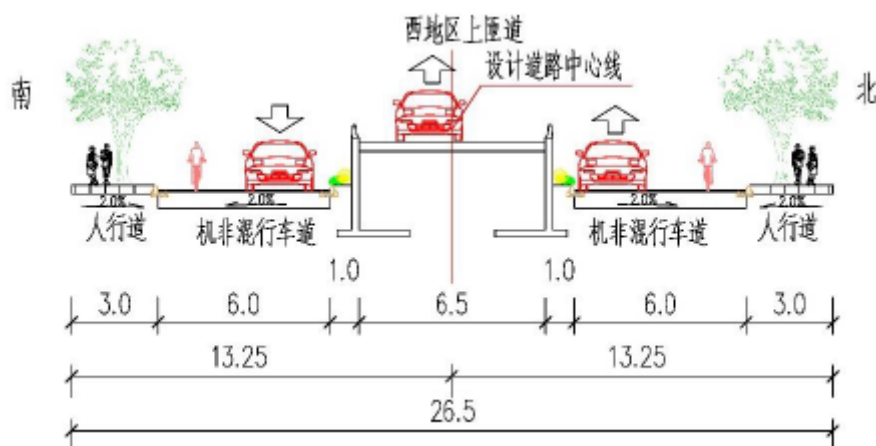 西地区上匝道
设计道路中心线
南
北
2.0%
2.0%
2.0%
2.0%
人行道
机非混行车道
机非混行车道
人行道
1.0
1.0
3.0
6.0
6.5
6.0
3.0
13.25
13.25
26.5